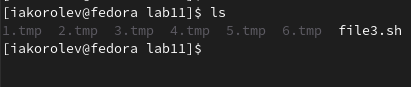 [iakorolev@fedora lab11]$ ls
1.tmp  2.tmp  3.tmp  4.tmp  5.tmp  6.tmp  file3.sh
[iakorolev@fedora lab11]$